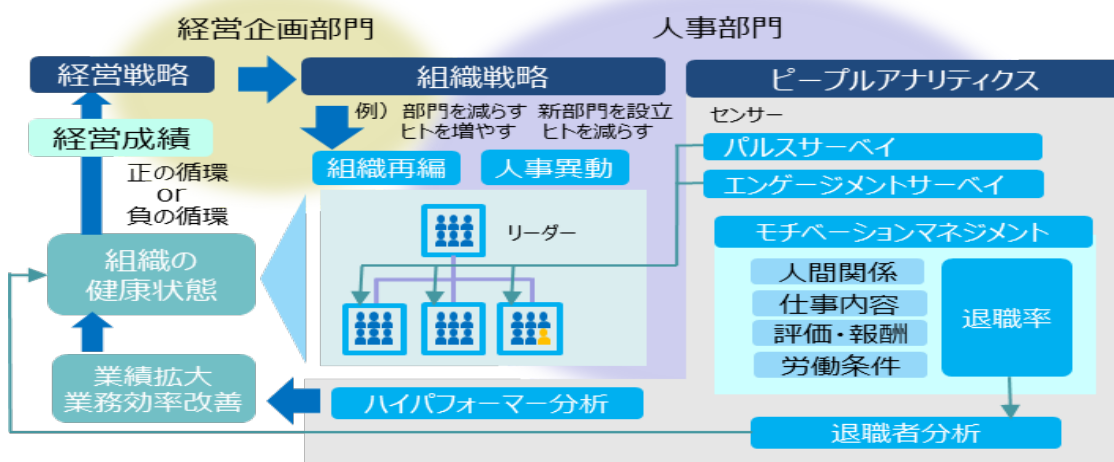 経営企画部門
人事部門
経営戦略
組織戦略
ピープルアナリティクス
例） 部門を減らす 新部門を設立
ヒトを増やす ヒトを減らす
センサー
経営成績
パルスサーベイ
組織再編
人事異動
エンゲージメントサーベイ
正の循環
or
負の循環
リーダー
モチベーションマネジメント
組織の
健康状態
人間関係
仕事内容
評価・報酬
労働条件
退職率
業績拡大
業務効率改善
ハイパフォーマー分析
退職者分析